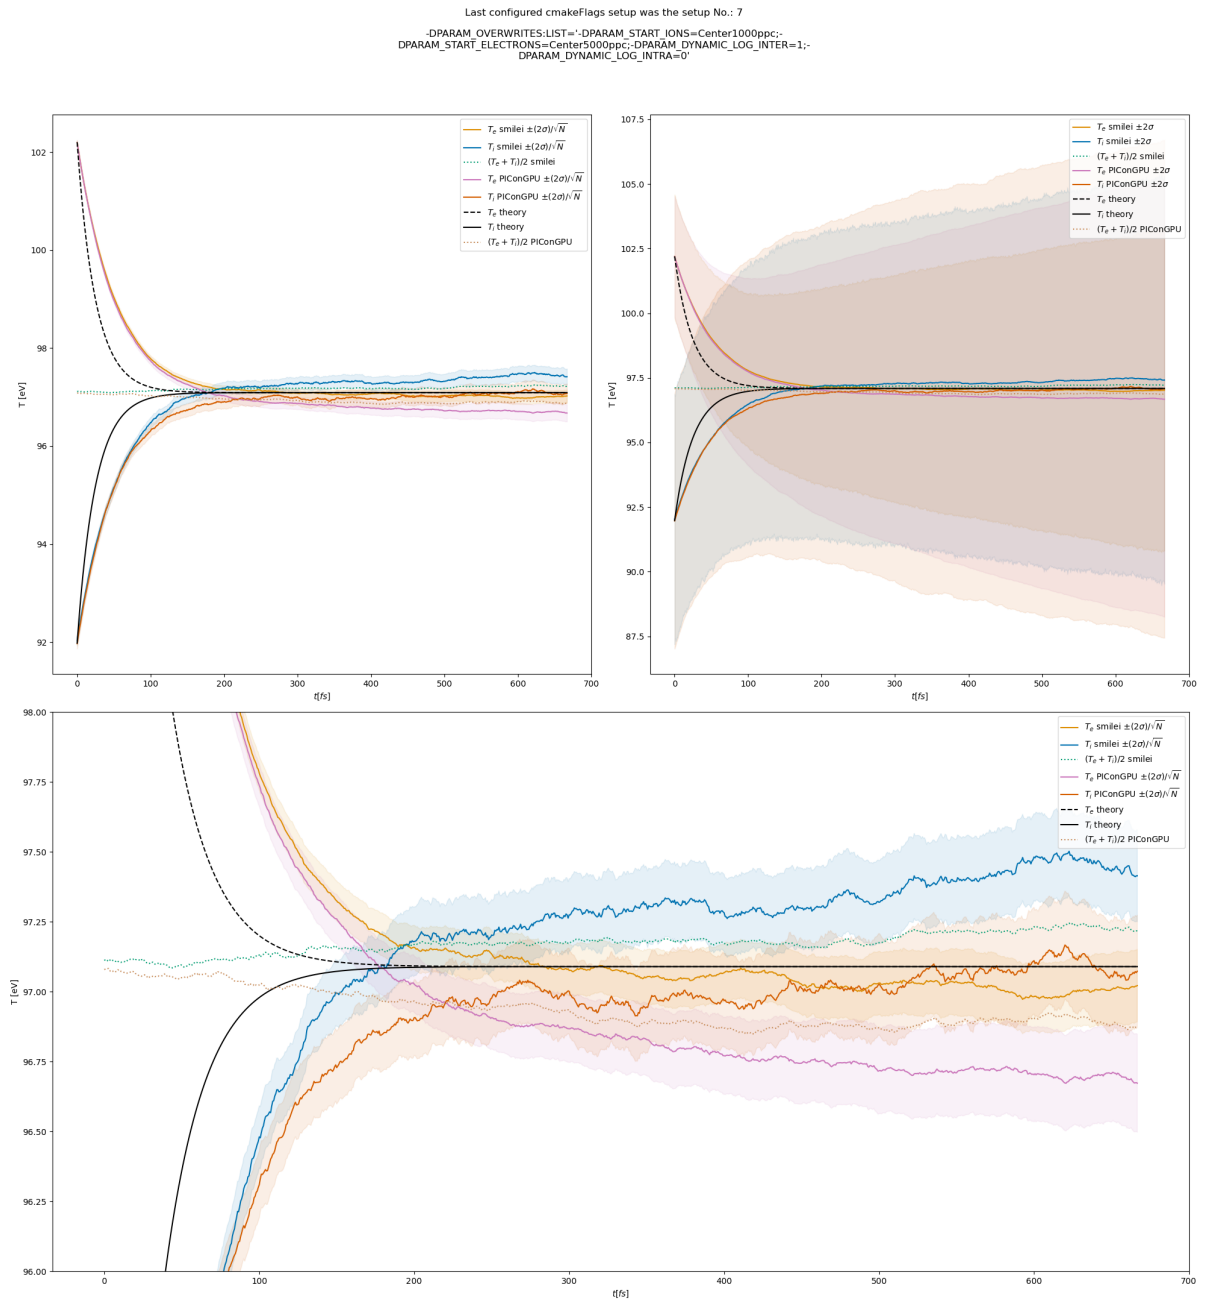 Last configured cmakeFlags setup was the setup No.: 7
-DPARAM_OVERWRITES:LIST='-DPARAM_START_IONS=Center1000ppc;-
DPARAM_START_ELECTRONS=Center5000ppc;-DPARAM_DYNAMIC_LOG_INTER=1;-
DPARAM_DYNAMIC_LOG_INTRA=0'
T [eV]
102
100
98
96
94
92
0 100 200 300 400 500 600 700
t[fs]
T_e smilei ±(2σ)/√N
T_i smilei ±(2σ)/√N
(T_e + T_i)/2 smilei
T_e PIConGPU ±(2σ)/√N
T_i PIConGPU ±(2σ)/√N
T_e theory
T_i theory
(T_e + T_i)/2 PIConGPU
T [eV]
107.5
105.0
102.5
100.0
97.5
95.0
92.5
90.0
87.5
0 100 200 300 400 500 600 700
t[fs]
T_e smilei ±2σ
T_i smilei ±2σ
(T_e + T_i)/2 smilei
T_e PIConGPU ±2σ
T_i PIConGPU ±2σ
T_e theory
T_i theory
(T_e + T_i)/2 PIConGPU
T [eV]
98.00
97.75
97.50
97.25
97.00
96.75
96.50
96.25
96.00
0 100 200 300 400 500 600 700
t[fs]
T_e smilei ±(2σ)/√N
T_i smilei ±(2σ)/√N
(T_e + T_i)/2 smilei
T_e PIConGPU ±(2σ)/√N
T_i PIConGPU ±(2σ)/√N
T_e theory
T_i theory
(T_e + T_i)/2 PIConGPU